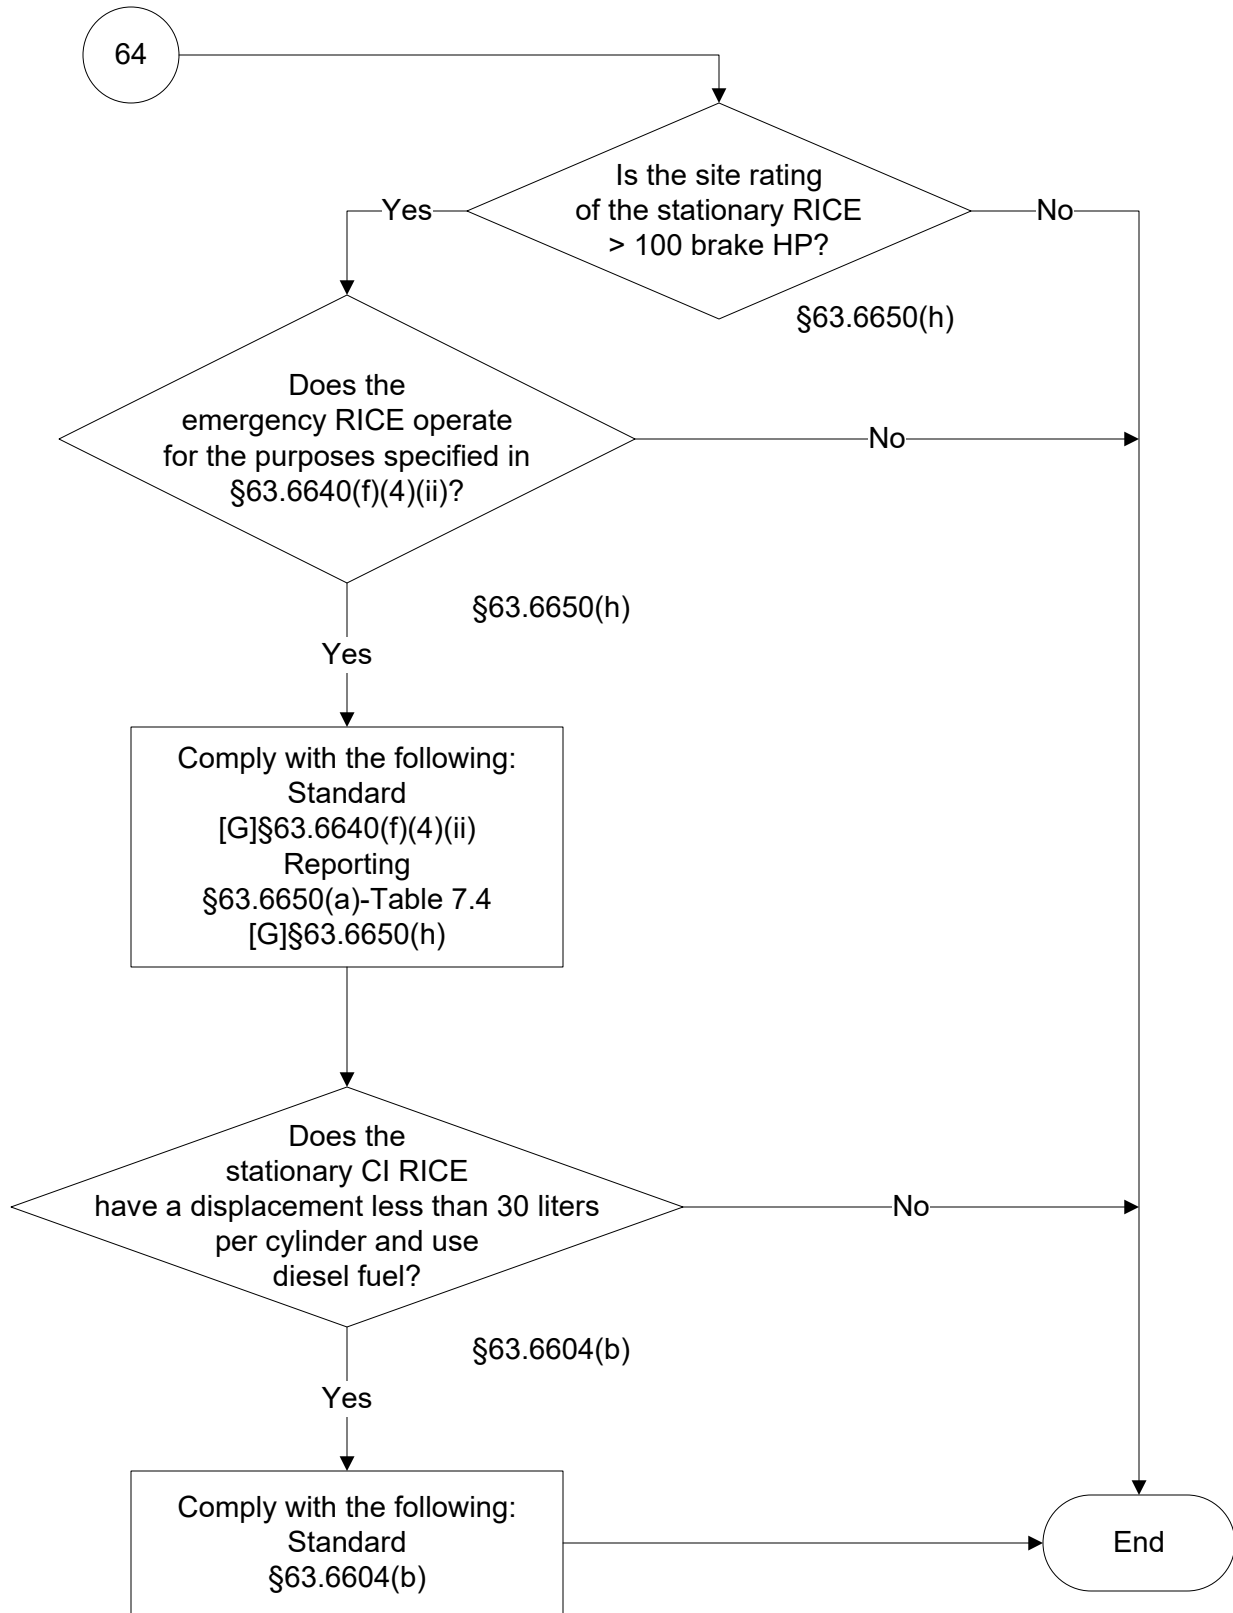 64
Is the site rating
of the stationary RICE
> 100 brake HP?
Yes
No
§63.6650(h)
Does the
emergency RICE operate
for the purposes specified in
§63.6640(f)(4)(ii)?
No
§63.6650(h)
Yes
Comply with the following:
Standard
[G]§63.6640(f)(4)(ii)
Reporting
§63.6650(a)-Table 7.4
[G]§63.6650(h)
Does the
stationary CI RICE
have a displacement less than 30 liters
per cylinder and use
diesel fuel?
No
§63.6604(b)
Yes
Comply with the following:
Standard
§63.6604(b)
End